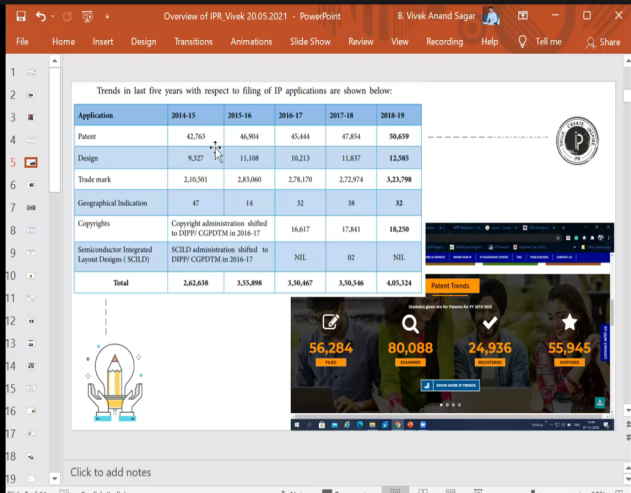 Overview of IPR_Vivek 20.05.2021 - PowerPoint
B. Vivek Anand Sagar
File Home Insert Design Transitions Animations Slide Show Review View Recording Help Tell me Share
Trends in last five years with respect to filing of IP applications are shown below:
Application 2014-15 2015-16 2016-17 2017-18 2018-19
Patent 42,763 46,904 45,444 47,854 50,659
Design 9,327 11,108 10,213 11,837 12,585
Trade mark 2,10,501 2,83,060 2,78,170 2,72,974 3,23,798
Geographical Indication 47 14 32 38 32
Copyrights Copyright administration shifted
to DIPP/ CGPDTM in 2016-17 16,617 17,841 18,250
Semiconductor Integrated
Layout Designs ( SCILD) SCILD administration shifted to
DIPP/ CGPDTM in 2016-17 NIL 02 NIL
Total 2,62,638 3,55,898 3,50,467 3,50,546 4,05,324
CREATE INSPIRE
iP
Patent Trends
Statistics given are for Patents for FY 2019-2020
56,284 80,088 24,936 55,945
FILED EXAMINED REGISTERED DISPOSED
KNOW MORE IP TRENDS
connect with us
1
2
3
4
5
6
7
8
9
10
11
12
13
14
15
16
17
18
19
Click to add notes